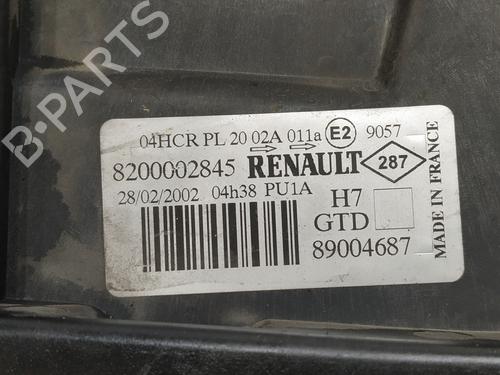 04HCR PL 20 02A 011a E2 9057
8200002845 RENAULT 287
28/02/2002 04h38 PU1A
H7
GTD
89004687
MADE IN FRANCE
B-PARTS